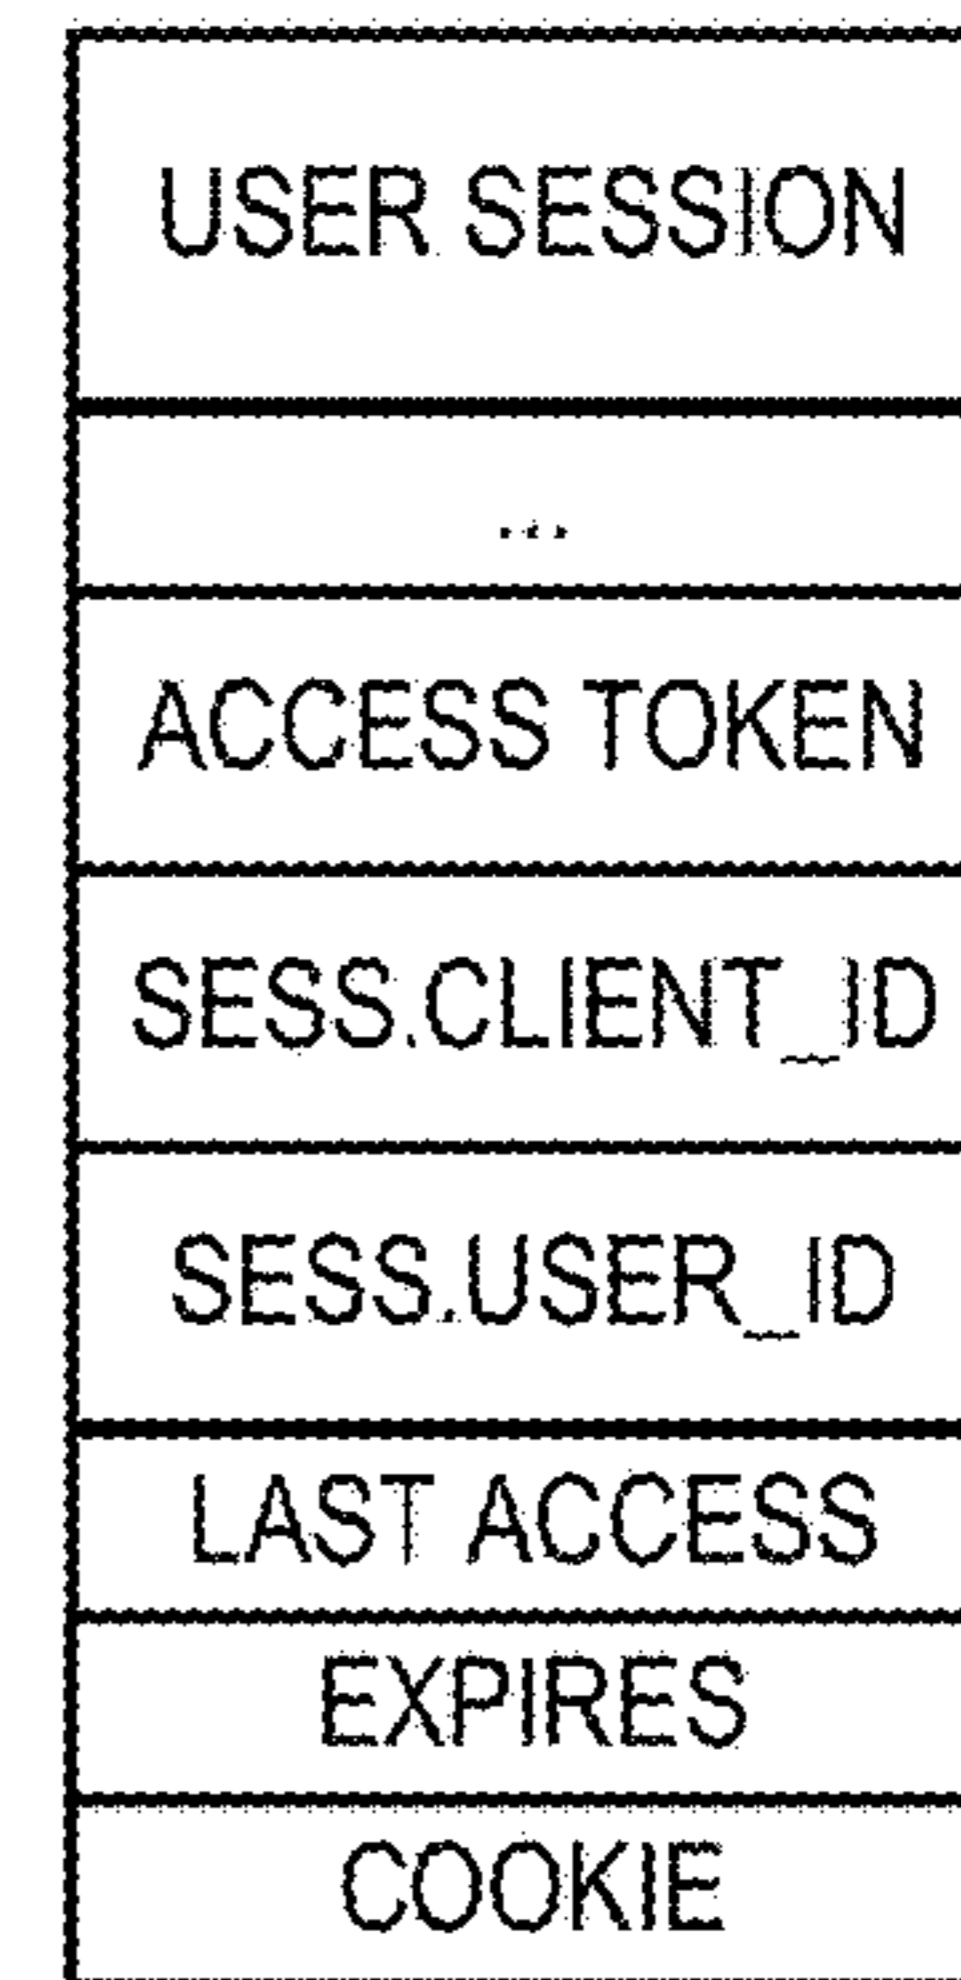 USER SESSION
...
ACCESS TOKEN
SESS.CLIENT_ID
SESS.USER_ID
LAST ACCESS
EXPIRES
COOKIE